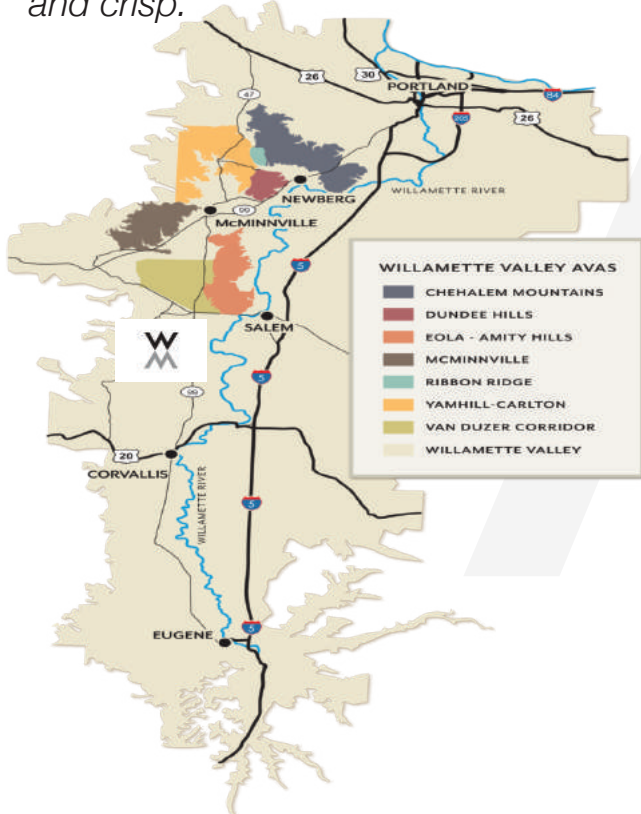 and crisp.
26
30
PORTLAND
84
47
205
26
NEWBERG
WILLAMETTE RIVER
99
McMINNVILLE
5
SALEM
W
M
5
99
20
CORVALLIS
WILLAMETTE RIVER
5
EUGENE
5
WILLAMETTE VALLEY AVAS
CHEHALEM MOUNTAINS
DUNDEE HILLS
EOLA - AMITY HILLS
MCMINNVILLE
RIBBON RIDGE
YAMHILL-CARLTON
VAN DUZER CORRIDOR
WILLAMETTE VALLEY